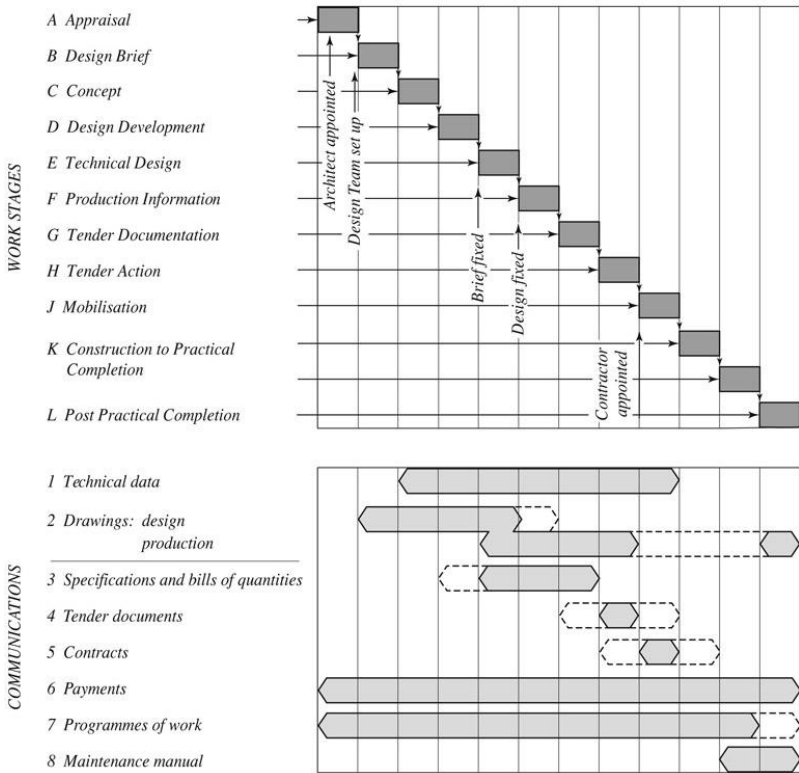 WORK STAGES
A Appraisal
B Design Brief
C Concept
D Design Development
E Technical Design
F Production Information
G Tender Documentation
H Tender Action
J Mobilisation
K Construction to Practical
Completion
L Post Practical Completion
Architect appointed
Design Team set up
Brief fixed
Design fixed
Contractor
appointed
COMMUNICATIONS
1 Technical data
2 Drawings: design
production
3 Specifications and bills of quantities
4 Tender documents
5 Contracts
6 Payments
7 Programmes of work
8 Maintenance manual